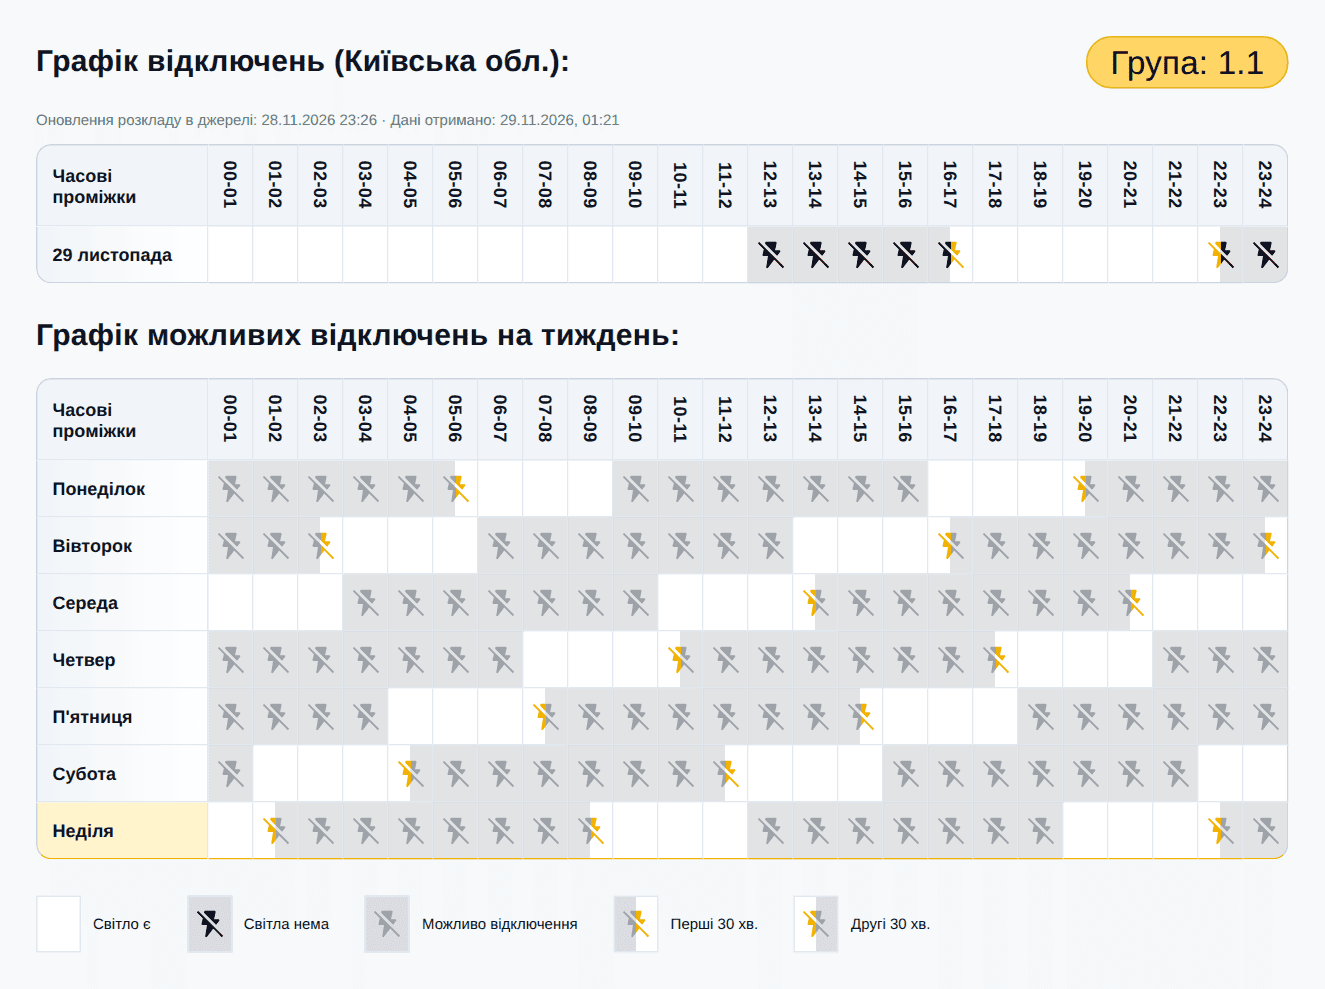 Графік відключень (Київська обл.):
Група: 1.1
Оновлення розкладу в джерелі: 28.11.2026 23:26 · Дані отримано: 29.11.2026, 01:21
Часові
проміжки
00-01 01-02 02-03 03-04 04-05 05-06 06-07 07-08 08-09 09-10 10-11 11-12 12-13 13-14 14-15 15-16 16-17 17-18 18-19 19-20 20-21 21-22 22-23 23-24
29 листопада
Графік можливих відключень на тиждень:
Часові
проміжки
00-01 01-02 02-03 03-04 04-05 05-06 06-07 07-08 08-09 09-10 10-11 11-12 12-13 13-14 14-15 15-16 16-17 17-18 18-19 19-20 20-21 21-22 22-23 23-24
Понеділок
Вівторок
Середа
Четвер
П'ятниця
Субота
Неділя
Світло є
Світла нема
Можливо відключення
Перші 30 хв.
Другі 30 хв.